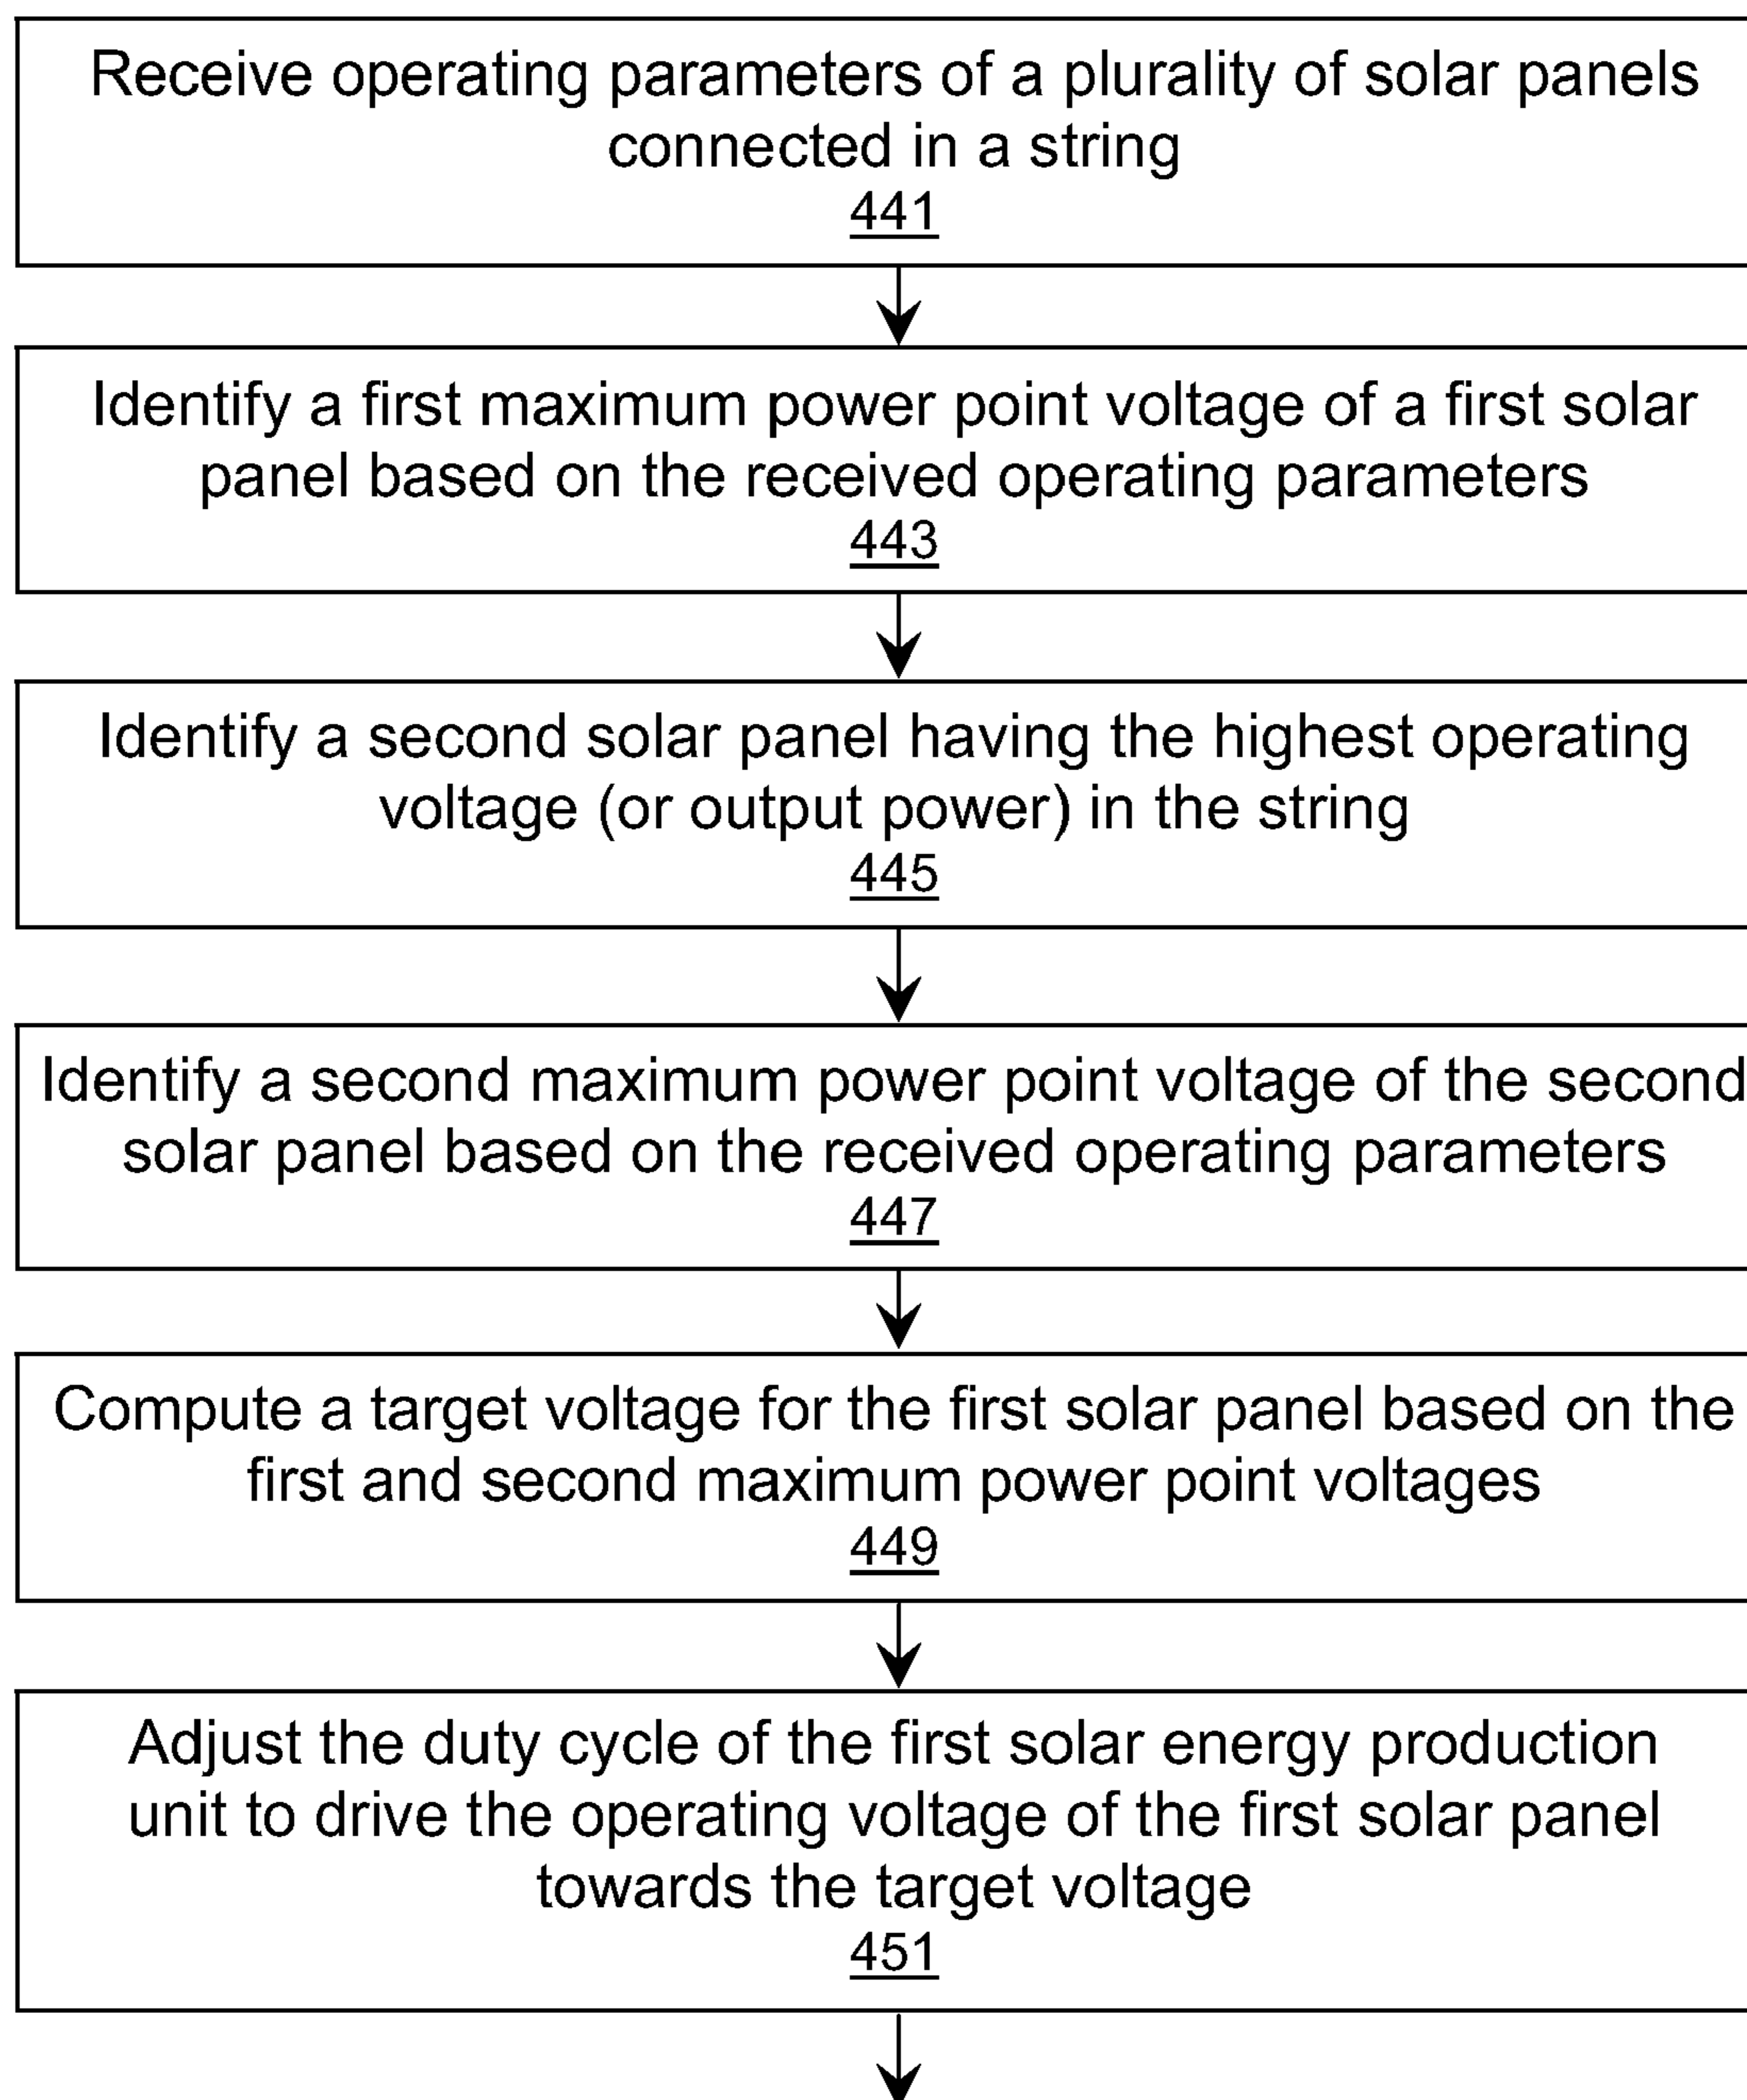 Receive operating parameters of a plurality of solar panels
connected in a string
441
Identify a first maximum power point voltage of a first solar
panel based on the received operating parameters
443
Identify a second solar panel having the highest operating
voltage (or output power) in the string
445
Identify a second maximum power point voltage of the second
solar panel based on the received operating parameters
447
Compute a target voltage for the first solar panel based on the
first and second maximum power point voltages
449
Adjust the duty cycle of the first solar energy production
unit to drive the operating voltage of the first solar panel
towards the target voltage
451